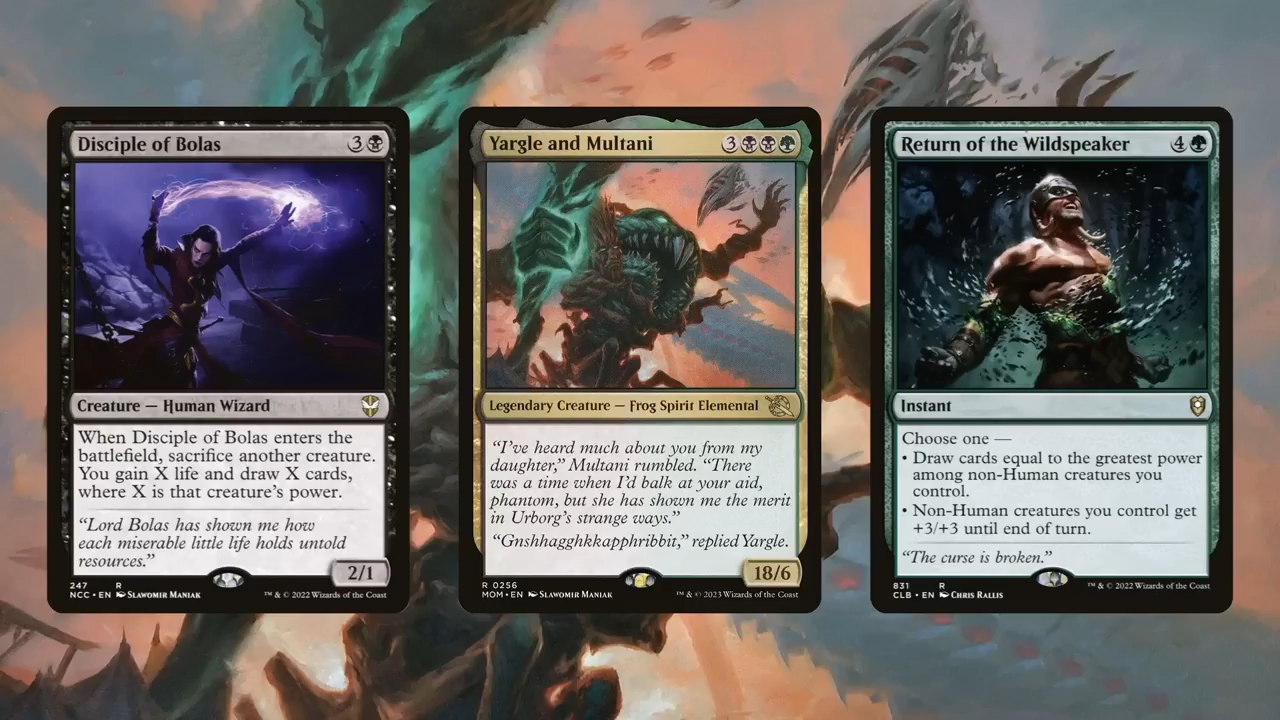 Disciple of Bolas 3
Creature — Human Wizard
When Disciple of Bolas enters the
battlefield, sacrifice another creature.
You gain X life and draw X cards,
where X is that creature's power.
“Lord Bolas has shown me how
each miserable little life holds untold
resources.”
2/1
247 R
NCC • EN Slawomir Maniak ™ & © 2022 Wizards of the Coast
Yargle and Multani 3
Legendary Creature — Frog Spirit Elemental
“I've heard much about you from my
daughter,” Multani rumbled. “There
was a time when I'd balk at your aid,
phantom, but she has shown me the merit
in Urborg's strange ways.”
“Gnshhagghkkapphribbit,” replied Yargle.
18/6
R 0256
MOM • EN Slawomir Maniak ™ & © 2023 Wizards of the Coast
Return of the Wildspeaker 4
Instant
Choose one —
• Draw cards equal to the greatest power
among non-Human creatures you
control.
• Non-Human creatures you control get
+3/+3 until end of turn.
“The curse is broken.”
831 R
CLB • EN Chris Rallis ™ & © 2022 Wizards of the Coast